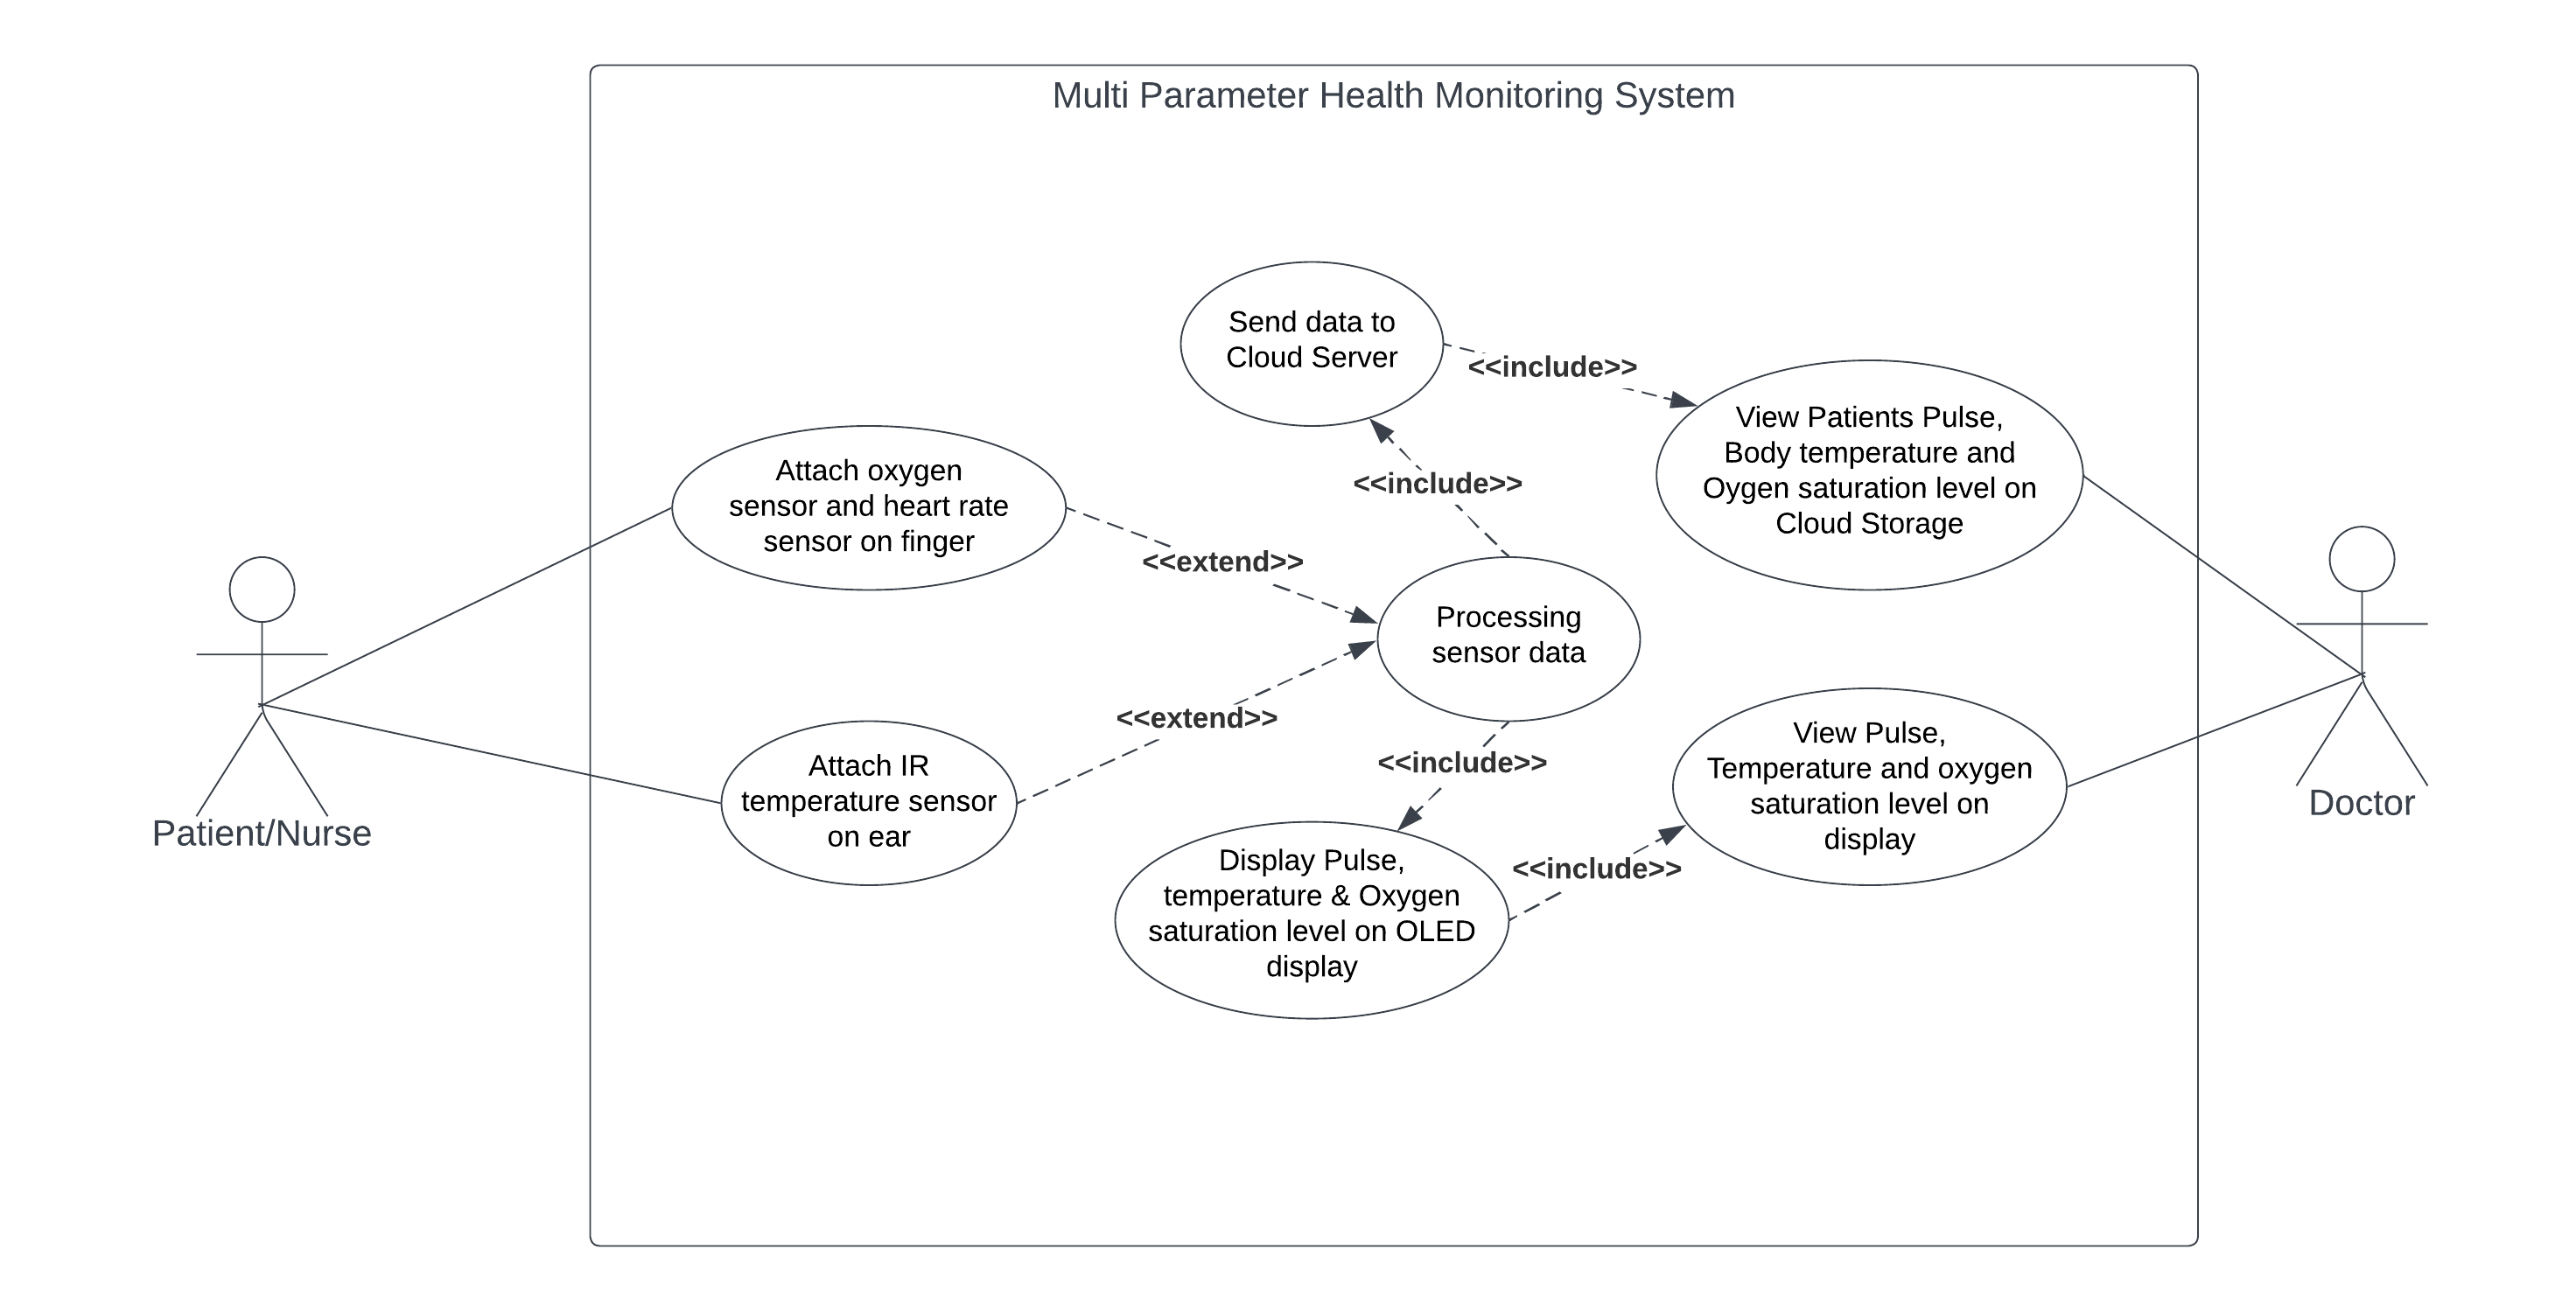 Multi Parameter Health Monitoring System
Send data to
Cloud Server
<<include>>
View Patients Pulse,
Body temperature and
Oygen saturation level on
Cloud Storage
Attach oxygen
sensor and heart rate
sensor on finger
<<include>>
<<extend>>
Processing
sensor data
<<extend>>
Attach IR
temperature sensor
on ear
<<include>>
View Pulse,
Temperature and oxygen
saturation level on
display
Patient/Nurse
Doctor
Display Pulse,
temperature & Oxygen
saturation level on OLED
display
<<include>>